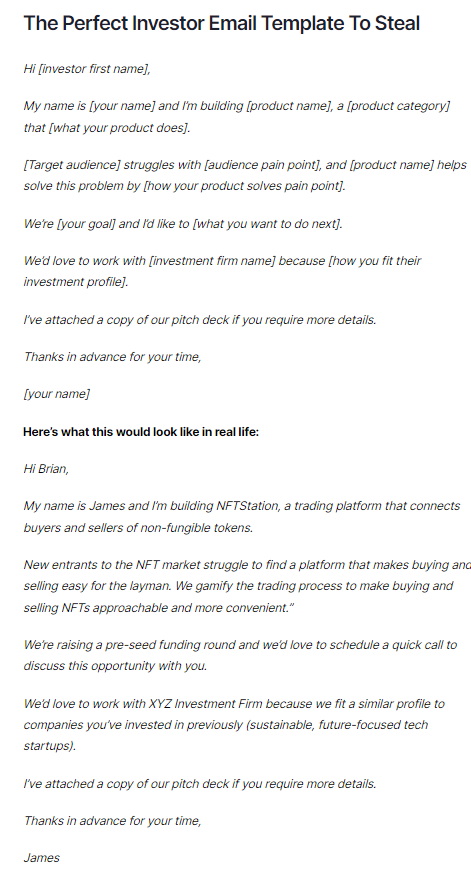 The Perfect Investor Email Template To Steal
Hi [investor first name],
My name is [your name] and I'm building [product name], a [product category]
that [what your product does].
[Target audience] struggles with [audience pain point], and [product name] helps
solve this problem by [how your product solves pain point].
We're [your goal] and I'd like to [what you want to do next].
We'd love to work with [investment firm name] because [how you fit their
investment profile].
I've attached a copy of our pitch deck if you require more details.
Thanks in advance for your time,
[your name]
Here's what this would look like in real life:
Hi Brian,
My name is James and I'm building NFTStation, a trading platform that connects
buyers and sellers of non-fungible tokens.
New entrants to the NFT market struggle to find a platform that makes buying and
selling easy for the layman. We gamify the trading process to make buying and
selling NFTs approachable and more convenient."
We're raising a pre-seed funding round and we'd love to schedule a quick call to
discuss this opportunity with you.
We'd love to work with XYZ Investment Firm because we fit a similar profile to
companies you've invested in previously (sustainable, future-focused tech
startups).
I've attached a copy of our pitch deck if you require more details.
Thanks in advance for your time,
James